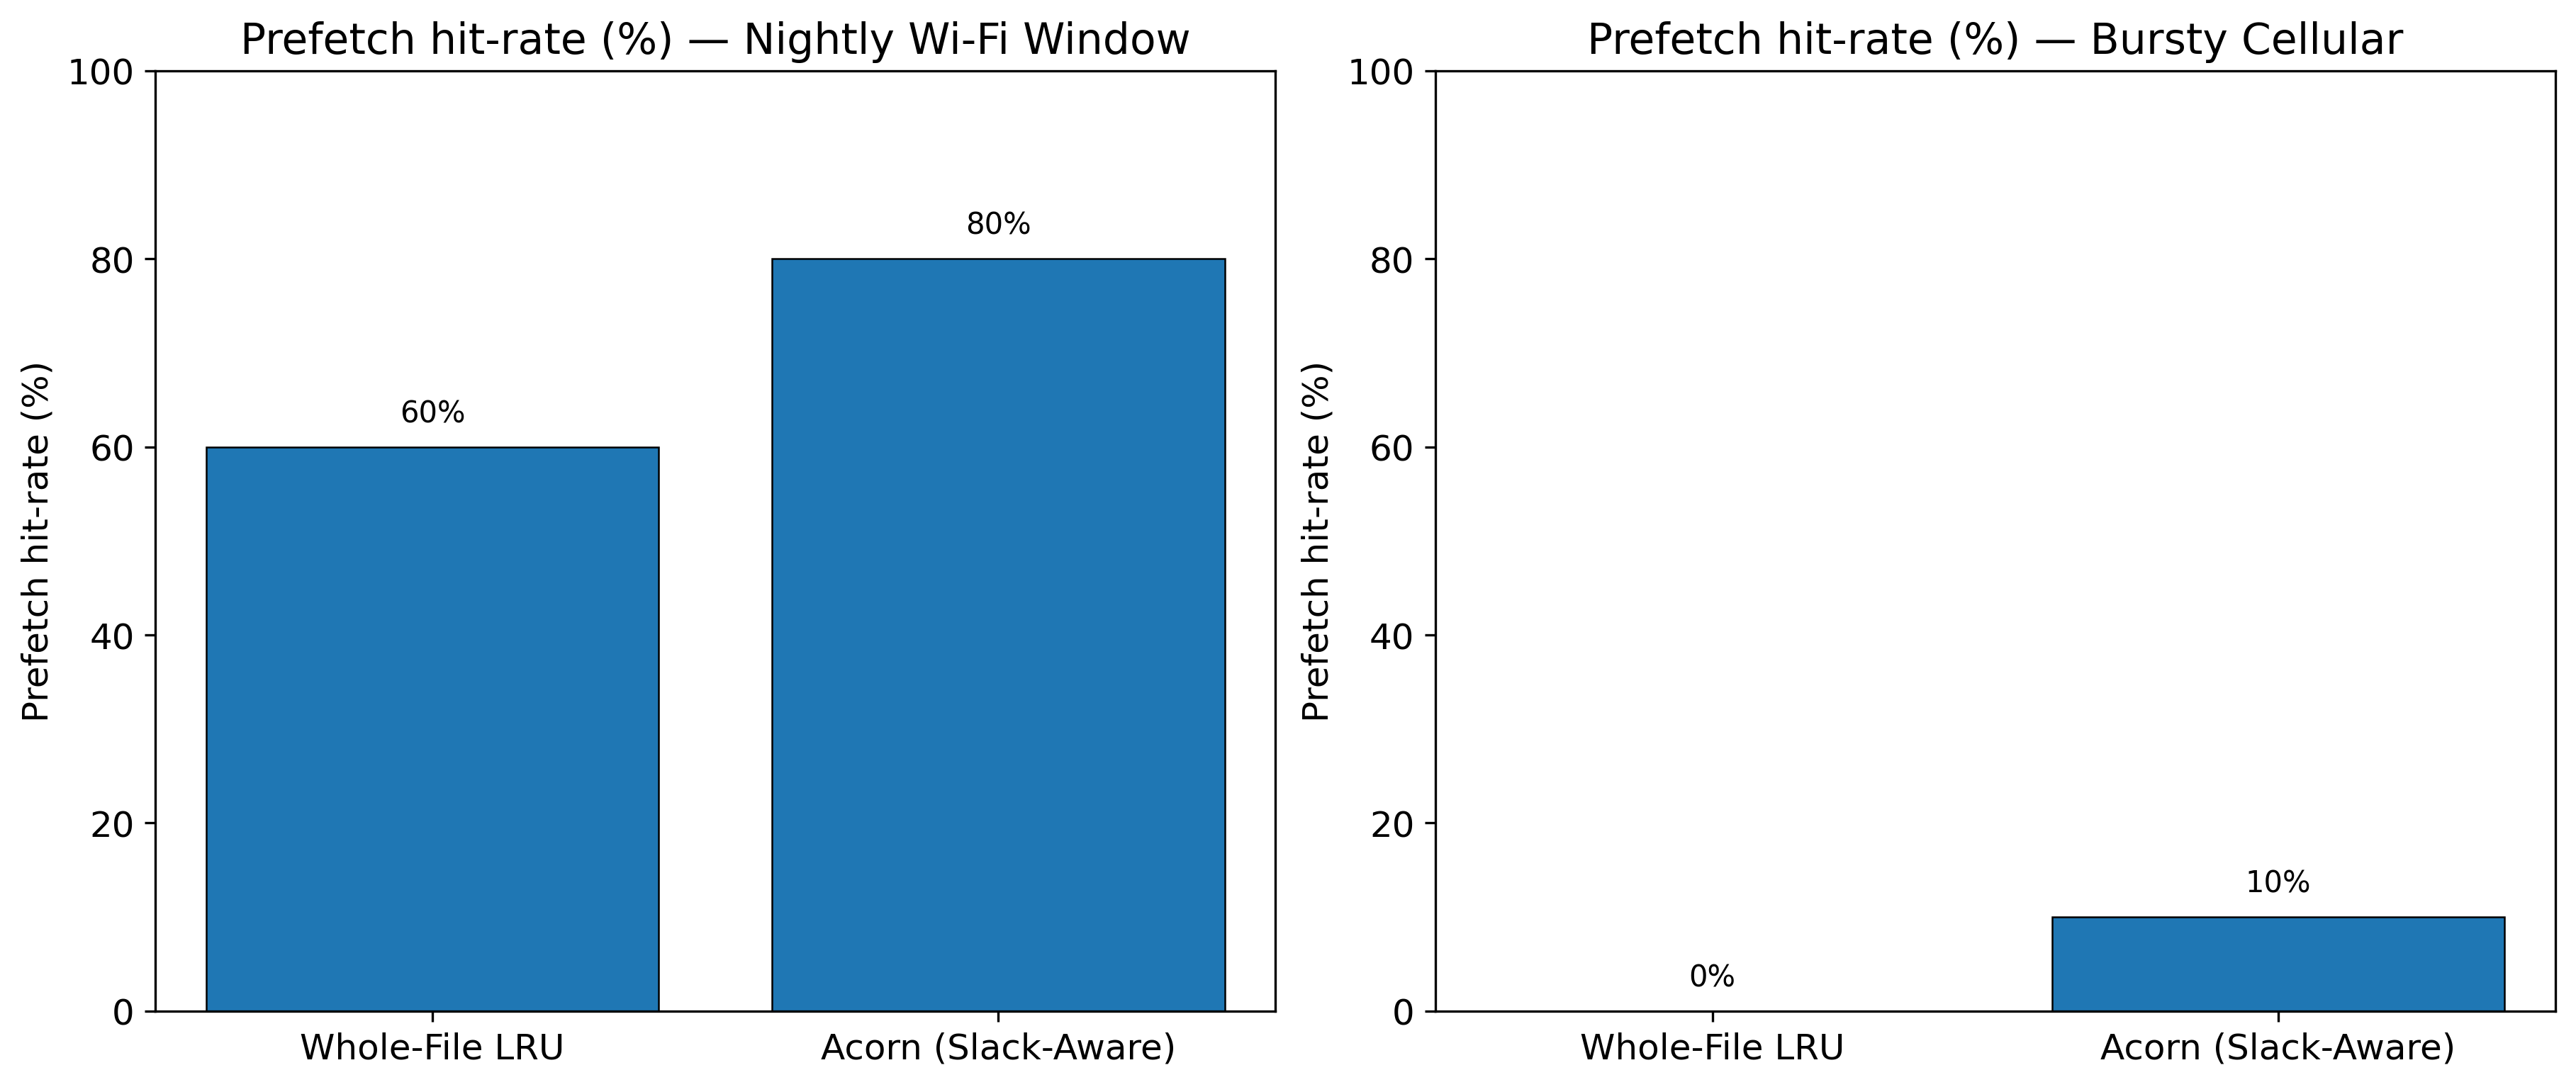 Prefetch hit-rate (%) — Nightly Wi-Fi Window
Prefetch hit-rate (%)
100
80
60
40
20
0
60%
80%
Whole-File LRU
Acorn (Slack-Aware)
Prefetch hit-rate (%) — Bursty Cellular
Prefetch hit-rate (%)
100
80
60
40
20
0
0%
10%
Whole-File LRU
Acorn (Slack-Aware)